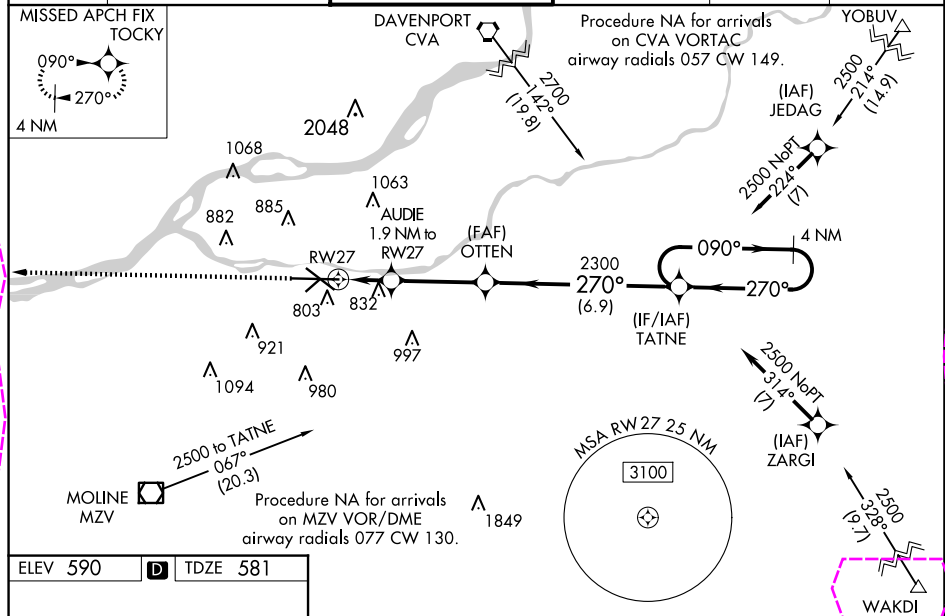 MISSED APCH FIX
TOCKY
090°
270°
4 NM
DAVENPORT
CVA
2700
142°
(19.8)
Procedure NA for arrivals
on CVA VORTAC
airway radials 057 CW 149.
YOBUV
2500
214°
(14.9)
(IAF)
JEDAG
2500 NoPT
224°
(7)
2048
1068
1063
882
885
AUDIE
1.9 NM to
RW27
(FAF)
OTTEN
RW27
2300
270°
(6.9)
090°
4 NM
270°
(IF/IAF)
TATNE
803
832
921
997
1094
980
2500 NoPT
314°
(7)
(IAF)
ZARGI
2500 to TATNE
067°
(20.3)
MOLINE
MZV
Procedure NA for arrivals
on MZV VOR/DME
airway radials 077 CW 130.
1849
MSA RW27 25 NM
3100
2500
328°
(9.7)
WAKDI
ELEV 590 D TDZE 581